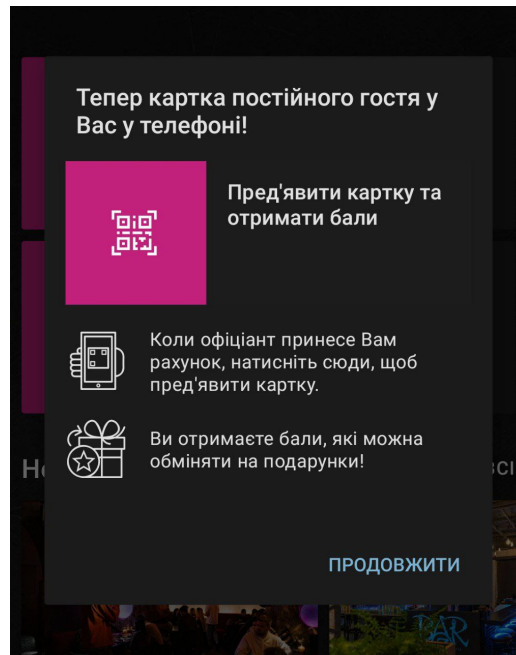 Тепер картка постійного гостя у
Вас у телефоні!
Пред'явити картку та
отримати бали
Коли офіціант принесе Вам
рахунок, натисніть сюди, щоб
пред'явити картку.
Ви отримаєте бали, які можна
обміняти на подарунки!
ПРОДОВЖИТИ
BAR